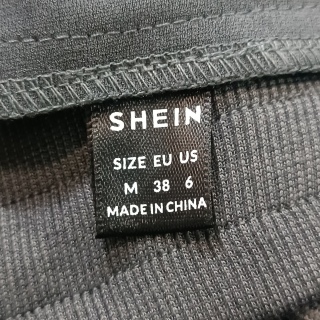 SHEIN
SIZE EU US
M 38 6
MADE IN CHINA